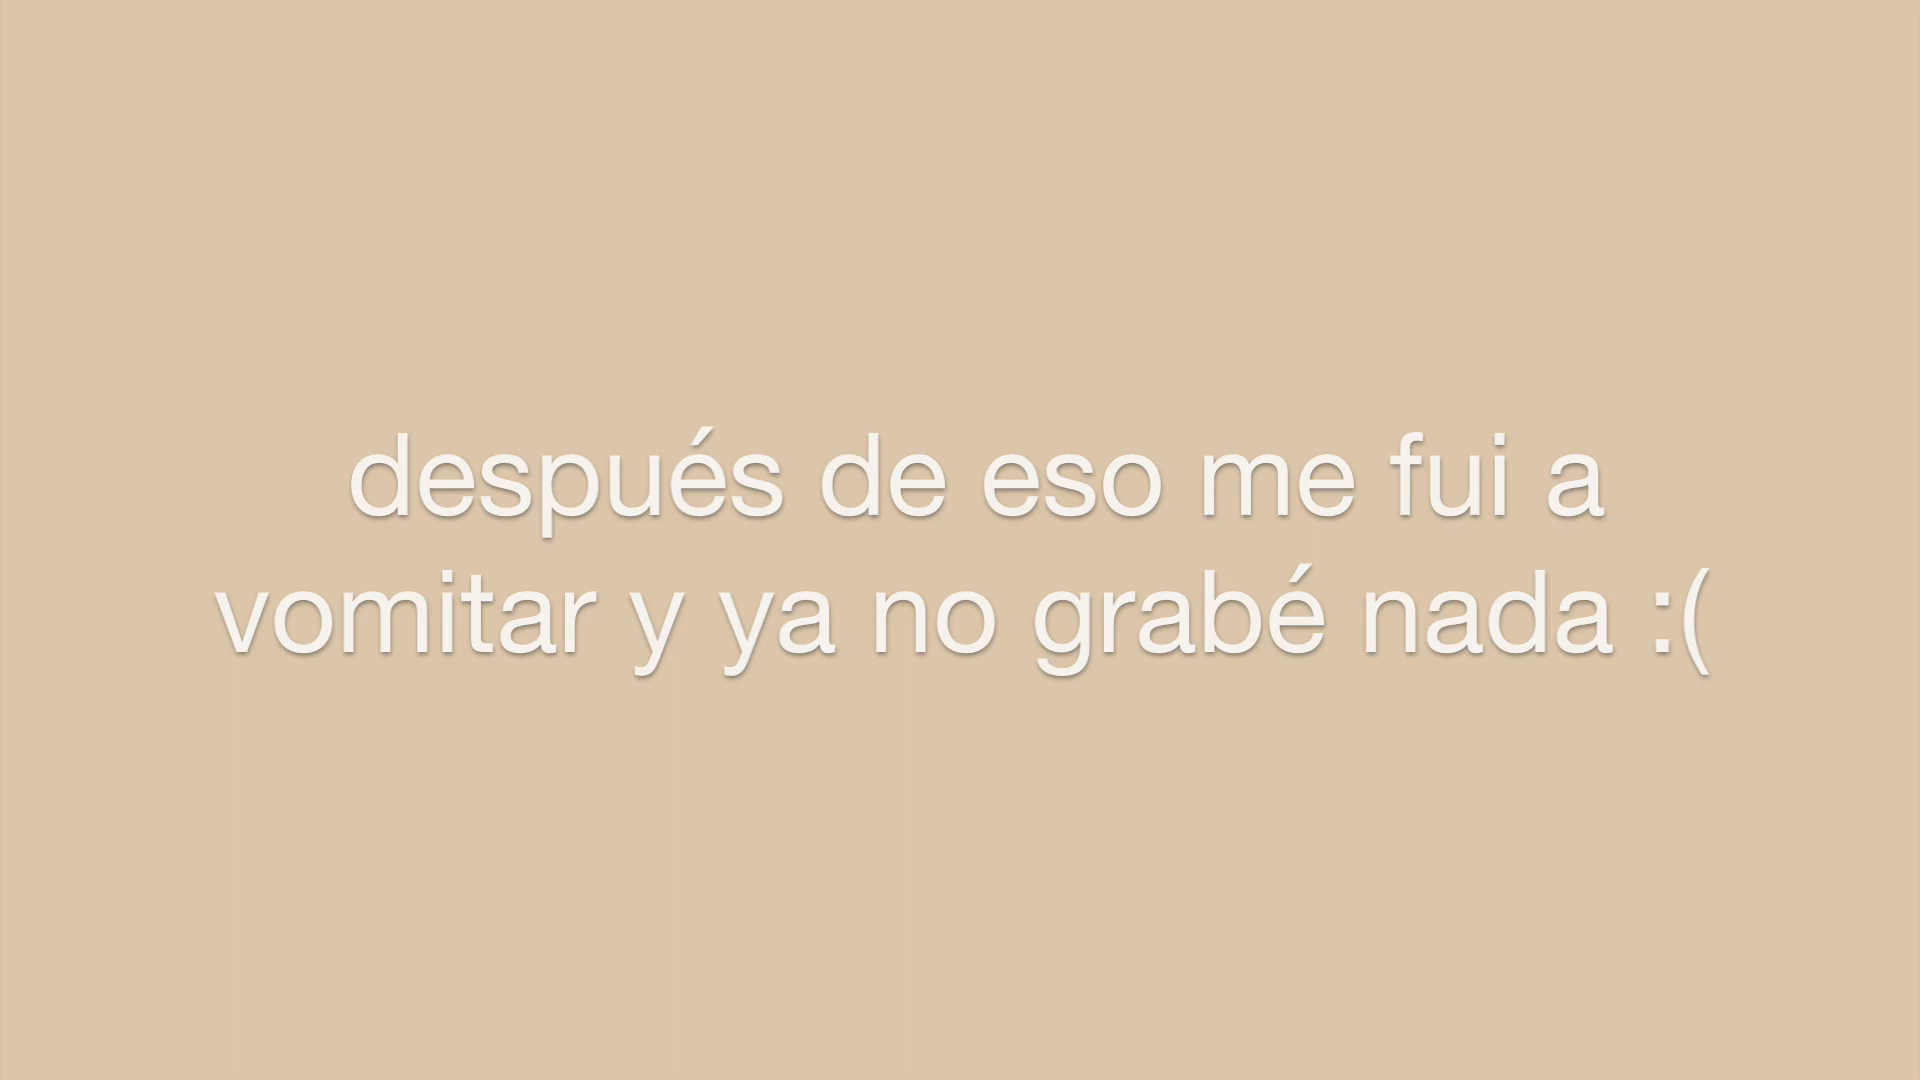 después de eso me fui a
vomitar y ya no grabé nada :(